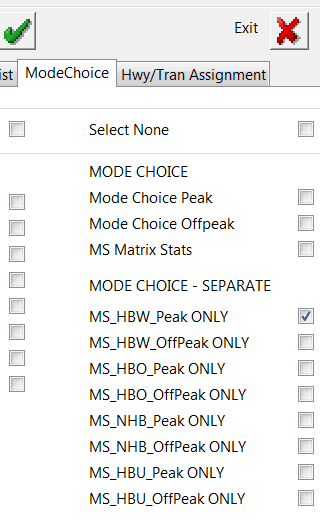 Exit
ist
ModeChoice
Hwy/Tran Assignment
Select None
MODE CHOICE
Mode Choice Peak
Mode Choice Offpeak
MS Matrix Stats
MODE CHOICE - SEPARATE
MS_HBW_Peak ONLY
MS_HBW_OffPeak ONLY
MS_HBO_Peak ONLY
MS_HBO_OffPeak ONLY
MS_NHB_Peak ONLY
MS_NHB_OffPeak ONLY
MS_HBU_Peak ONLY
MS_HBU_OffPeak ONLY